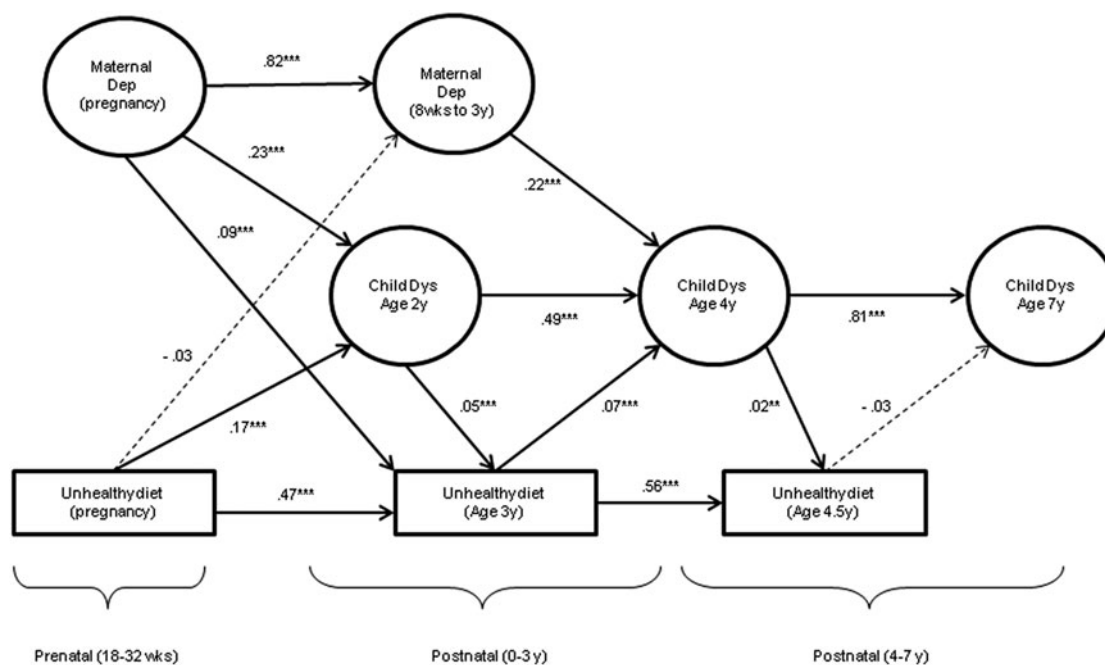 Maternal
Dep
(pregnancy)
.82***
Maternal
Dep
(8wks to 3y)
.23***
.22***
.09***
Child Dys
Age 2y
.49***
Child Dys
Age 4y
.81***
Child Dys
Age 7y
- .03
.17***
.05***
.07***
.02**
- .03
Unhealthydiet
(pregnancy)
.47***
Unhealthydiet
(Age 3y)
.56***
Unhealthydiet
(Age 4.5y)
Prenatal (18-32 wks)
Postnatal (0-3 y)
Postnatal (4-7 y)